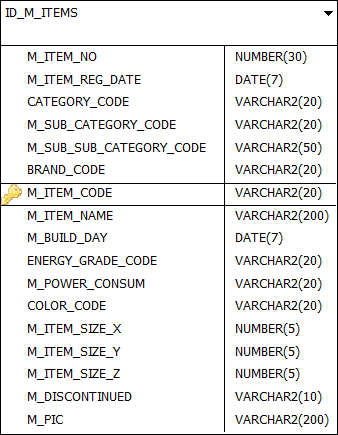 ID_M_ITEMS
M_ITEM_NO NUMBER(30)
M_ITEM_REG_DATE DATE(7)
CATEGORY_CODE VARCHAR2(20)
M_SUB_CATEGORY_CODE VARCHAR2(20)
M_SUB_SUB_CATEGORY_CODE VARCHAR2(50)
BRAND_CODE VARCHAR2(20)
M_ITEM_CODE VARCHAR2(20)
M_ITEM_NAME VARCHAR2(200)
M_BUILD_DAY DATE(7)
ENERGY_GRADE_CODE VARCHAR2(20)
M_POWER_CONSUM VARCHAR2(20)
COLOR_CODE VARCHAR2(20)
M_ITEM_SIZE_X NUMBER(5)
M_ITEM_SIZE_Y NUMBER(5)
M_ITEM_SIZE_Z NUMBER(5)
M_DISCONTINUED VARCHAR2(10)
M_PIC VARCHAR2(200)